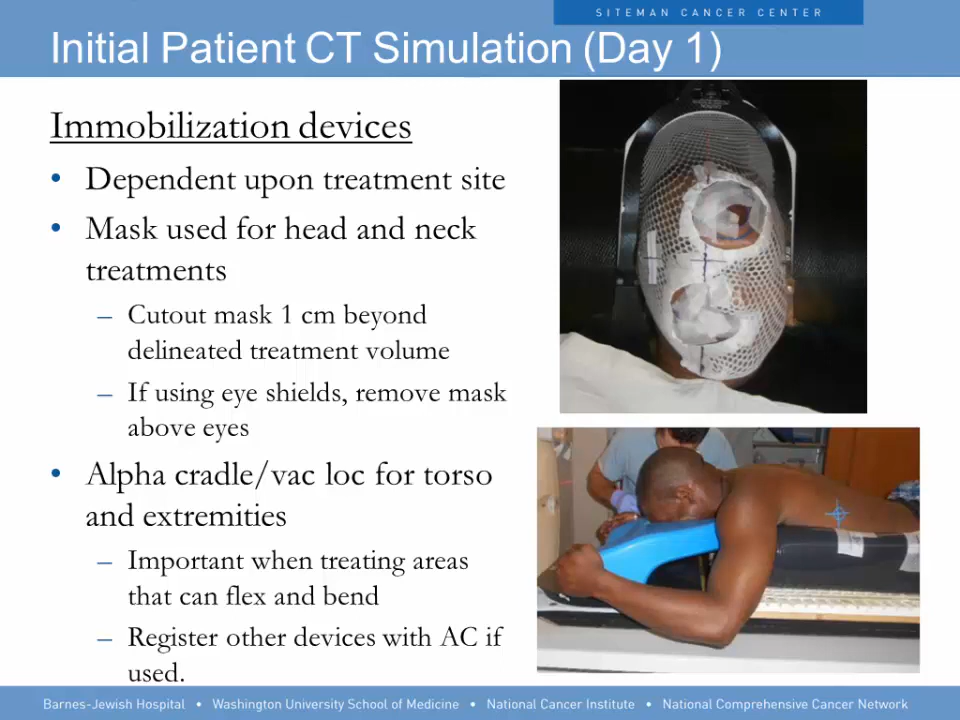 SITEMAN CANCER CENTER
Initial Patient CT Simulation (Day 1)
Immobilization devices
• Dependent upon treatment site
• Mask used for head and neck
treatments
– Cutout mask 1 cm beyond
delineated treatment volume
– If using eye shields, remove mask
above eyes
• Alpha cradle/vac loc for torso
and extremities
– Important when treating areas
that can flex and bend
– Register other devices with AC if
used.
Barnes-Jewish Hospital • Washington University School of Medicine • National Cancer Institute • National Comprehensive Cancer Network